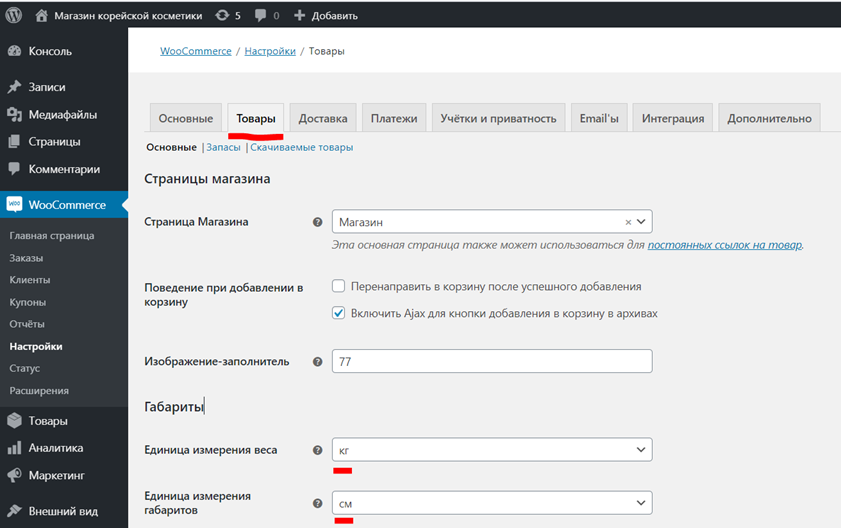 Магазин корейской косметики 5 0 Добавить
Консоль
Записи
Медиафайлы
Страницы
Комментарии
WooCommerce
Главная страница
Заказы
Клиенты
Купоны
Отчёты
Настройки
Статус
Расширения
Товары
Аналитика
Маркетинг
Внешний вид
WooCommerce / Настройки / Товары
Основные Товары Доставка Платежи Учётки и приватность Email'ы Интеграция Дополнительно
Основные | Запасы | Скачиваемые товары
Страницы магазина
Страница Магазина ? Магазин ×
Эта основная страница также может использоваться для постоянных ссылок на товар.
Поведение при добавлении в
корзину
Перенаправить в корзину после успешного добавления
Включить Ajax для кнопки добавления в корзину в архивах
Изображение-заполнитель ? 77
Габариты
Единица измерения веса ? кг
Единица измерения
габаритов ? см